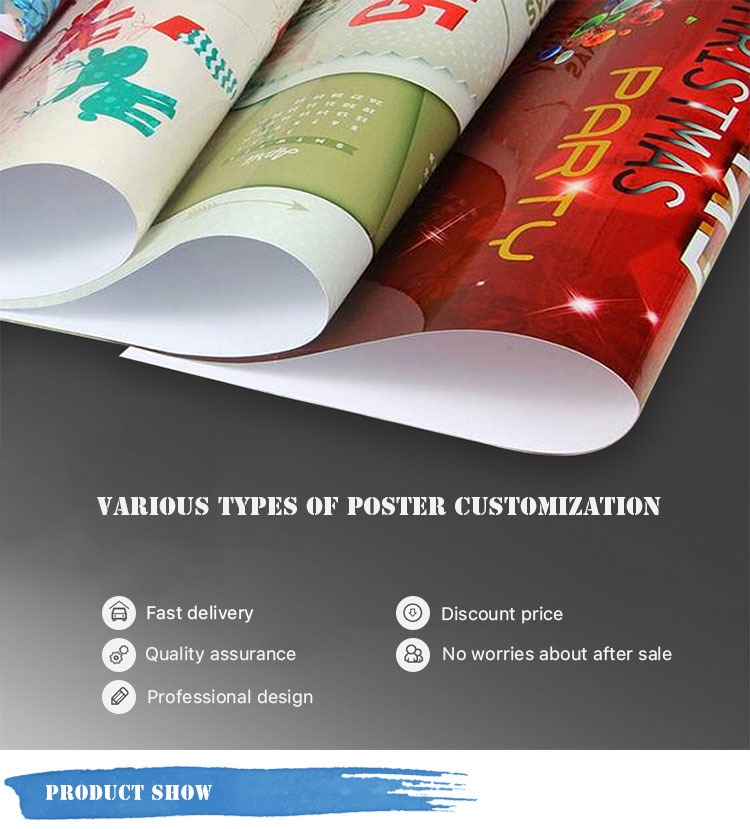 CHRISTMAS
PARTY
April
VARIOUS TYPES OF POSTER CUSTOMIZATION
Fast delivery
Discount price
Quality assurance
No worries about after sale
Professional design
PRODUCT SHOW